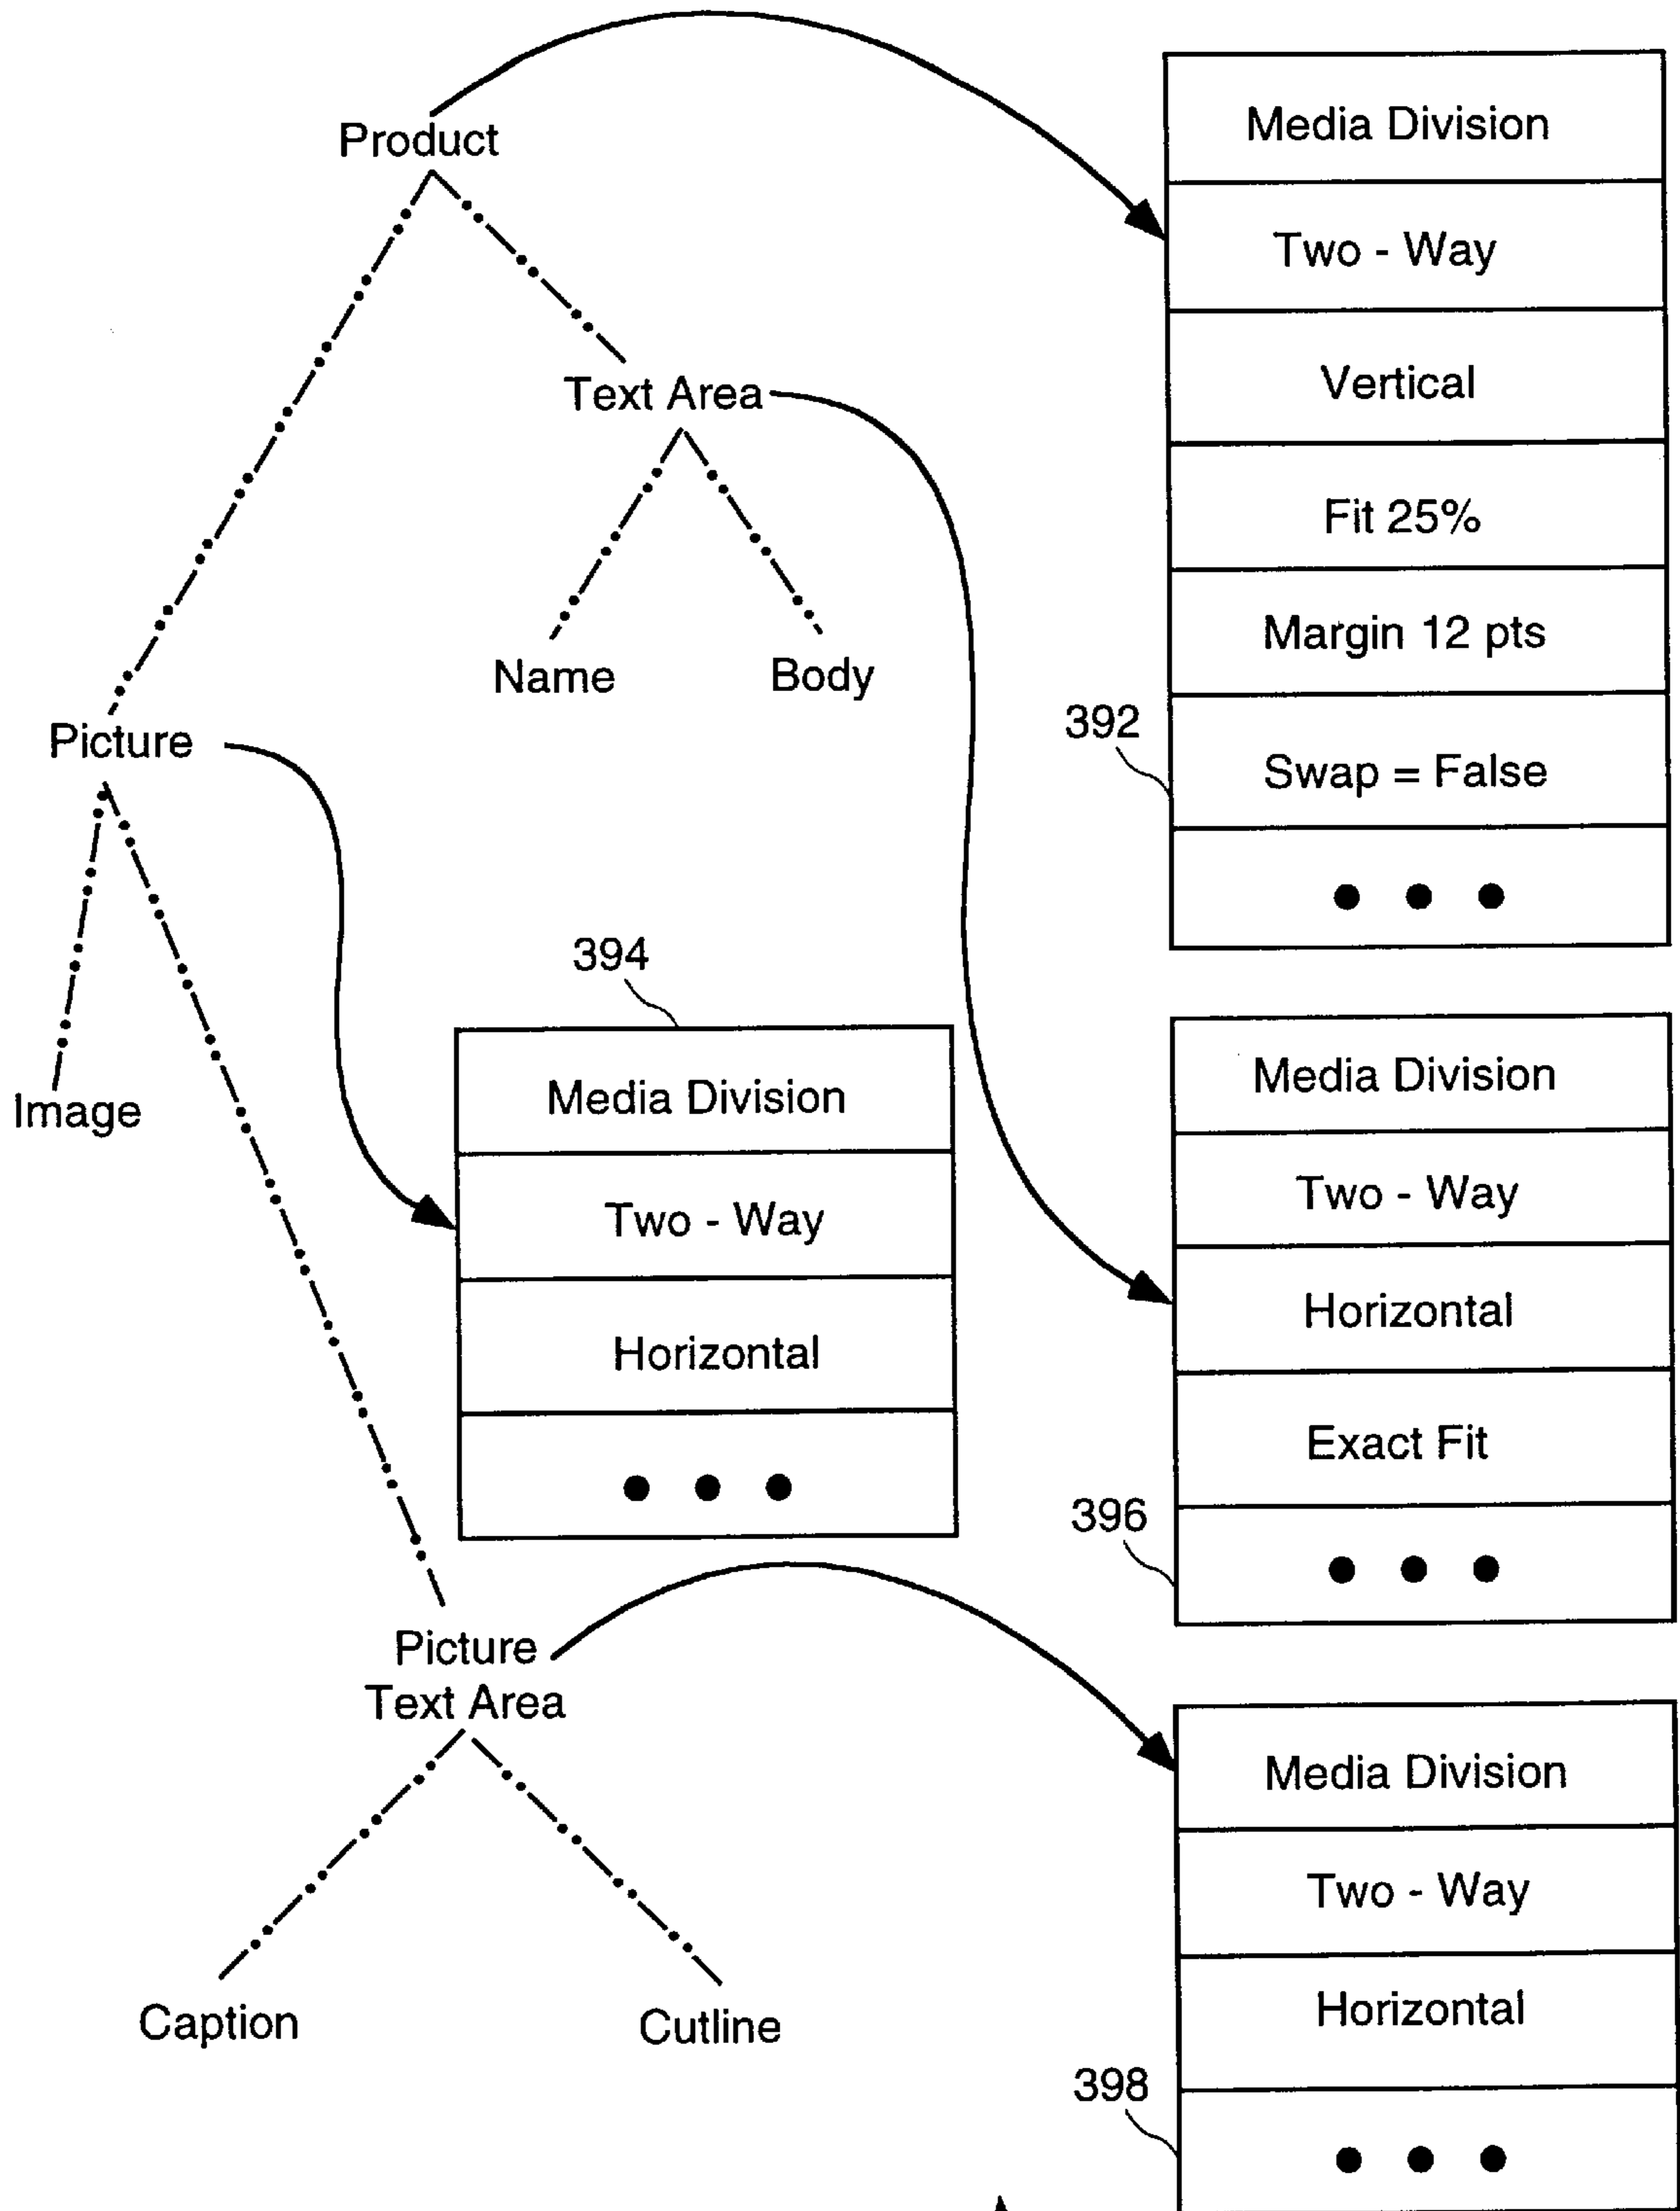 Product
Text Area
Name
Body
Picture
Image
Picture
Text Area
Caption
Cutline
392
Media Division
Two - Way
Vertical
Fit 25%
Margin 12 pts
Swap = False
• • •
394
Media Division
Two - Way
Horizontal
• • •
396
Media Division
Two - Way
Horizontal
Exact Fit
• • •
398
Media Division
Two - Way
Horizontal
• • •